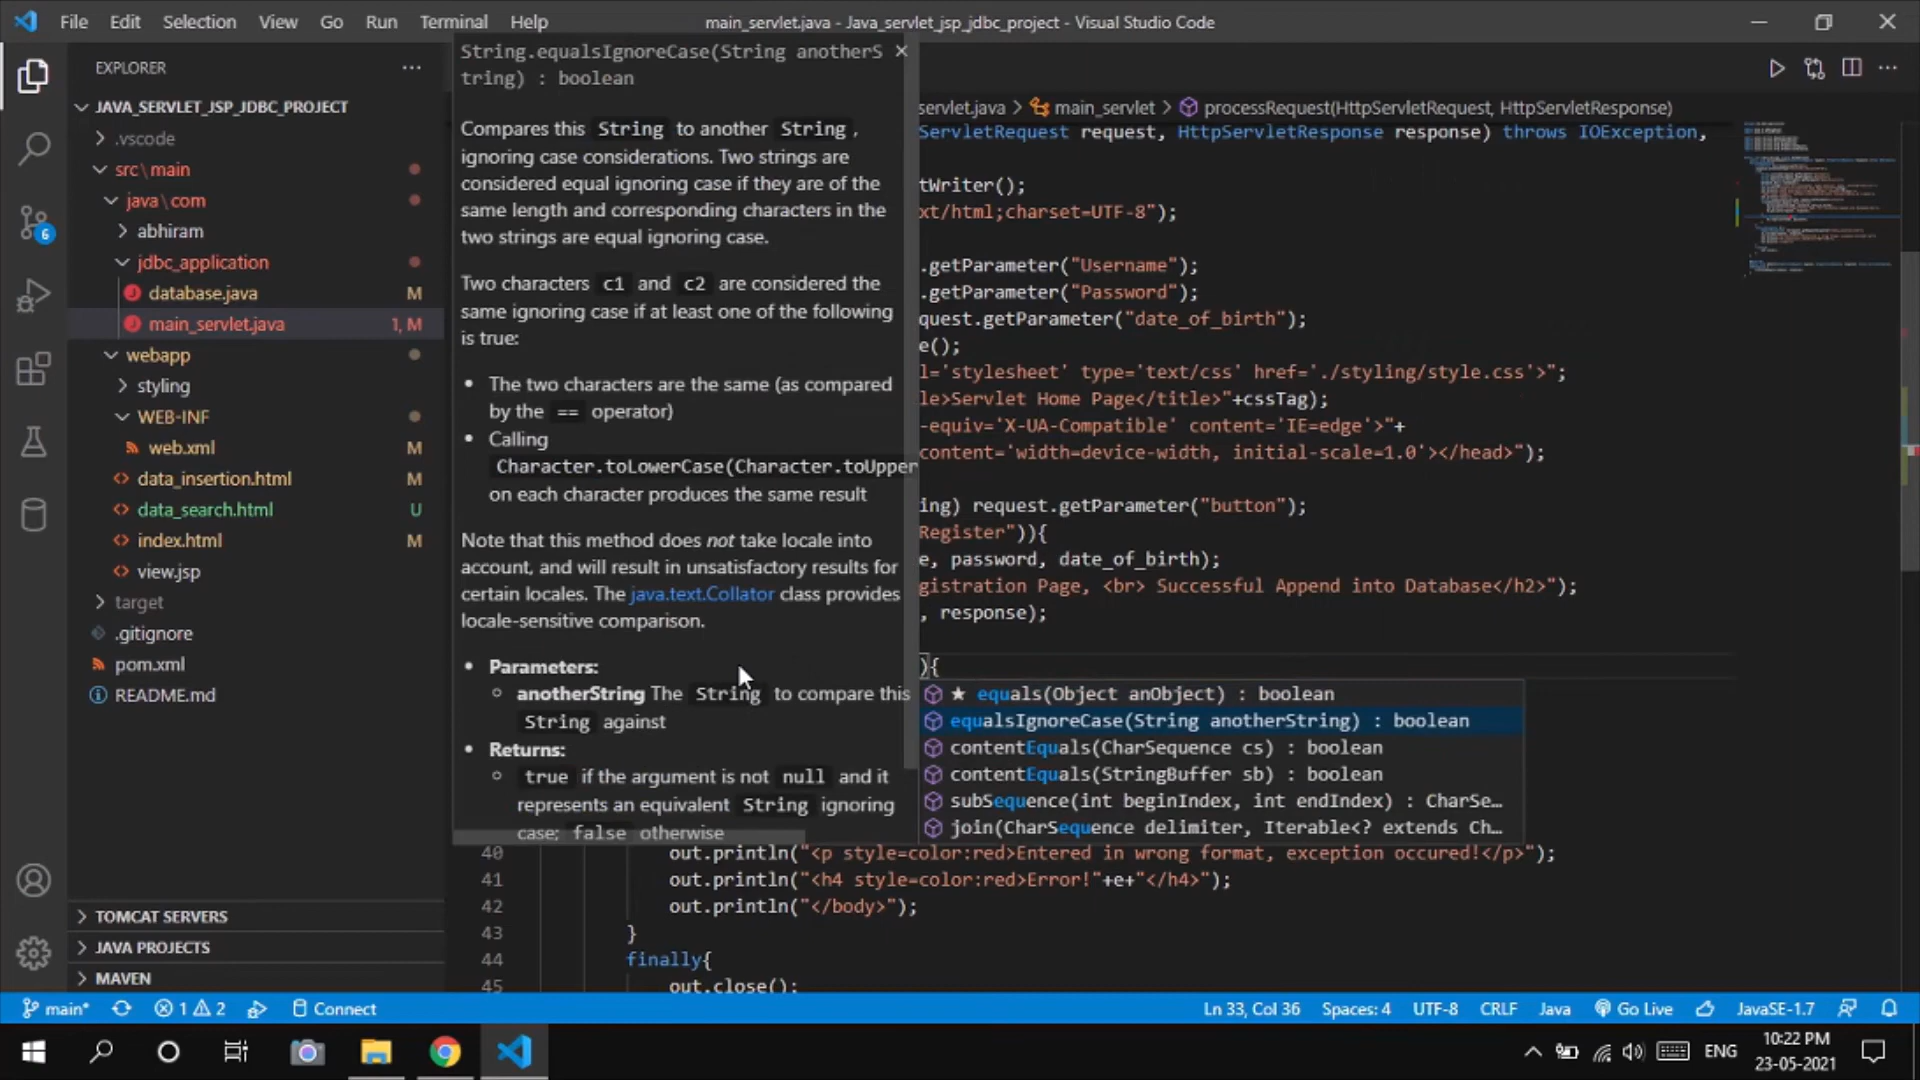 File Edit Selection View Go Run Terminal Help
main_servlet.java - Java_servlet_jsp_jdbc_project - Visual Studio Code
EXPLORER
JAVA_SERVLET_JSP_JDBC_PROJECT
.vscode
src\main
java\com
abhiram
jdbc_application
database.java M
main_servlet.java 1, M
webapp
styling
WEB-INF
web.xml M
data_insertion.html M
data_search.html U
index.html M
view.jsp
target
.gitignore
pom.xml
README.md
TOMCAT SERVERS
JAVA PROJECTS
MAVEN
6
String.equalsIgnoreCase(String anotherS
tring) : boolean
Compares this String to another String ,
ignoring case considerations. Two strings are
considered equal ignoring case if they are of the
same length and corresponding characters in the
two strings are equal ignoring case.
Two characters c1 and c2 are considered the
same ignoring case if at least one of the following
is true:
• The two characters are the same (as compared
by the == operator)
• Calling
Character.toLowerCase(Character.toUpper
on each character produces the same result
Note that this method does not take locale into
account, and will result in unsatisfactory results for
certain locales. The java.text.Collator class provides
locale-sensitive comparison.
• Parameters:
anotherString The String to compare this
String against
• Returns:
true if the argument is not null and it
represents an equivalent String ignoring
case; false otherwise
servlet.java > main_servlet > processRequest(HttpServletRequest, HttpServletResponse)
ServletRequest request, HttpServletResponse response) throws IOException,
tWriter();
xt/html;charset=UTF-8");
.getParameter("Username");
.getParameter("Password");
quest.getParameter("date_of_birth");
e();
l='stylesheet' type='text/css' href='./styling/style.css'>";
le>Servlet Home Page</title>"+cssTag);
-equiv='X-UA-Compatible' content='IE=edge'>"+
content='width=device-width, initial-scale=1.0'></head>");
ing) request.getParameter("button");
Register")){
e, password, date_of_birth);
gistration Page, <br> Successful Append into Database</h2>");
, response);
){
★ equals(Object anObject) : boolean
equalsIgnoreCase(String anotherString) : boolean
contentEquals(CharSequence cs) : boolean
contentEquals(StringBuffer sb) : boolean
subSequence(int beginIndex, int endIndex) : CharSe…
join(CharSequence delimiter, Iterable<? extends Ch…
40 out.println("<p style=color:red>Entered in wrong format, exception occured!</p>");
41 out.println("<h4 style=color:red>Error!"+e+"</h4>");
42 out.println("</body>");
43 }
44 finally{
45 out.close();
main* 1 2 Connect
Ln 33, Col 36 Spaces: 4 UTF-8 CRLF Java Go Live JavaSE-1.7
ENG
10:22 PM
23-05-2021